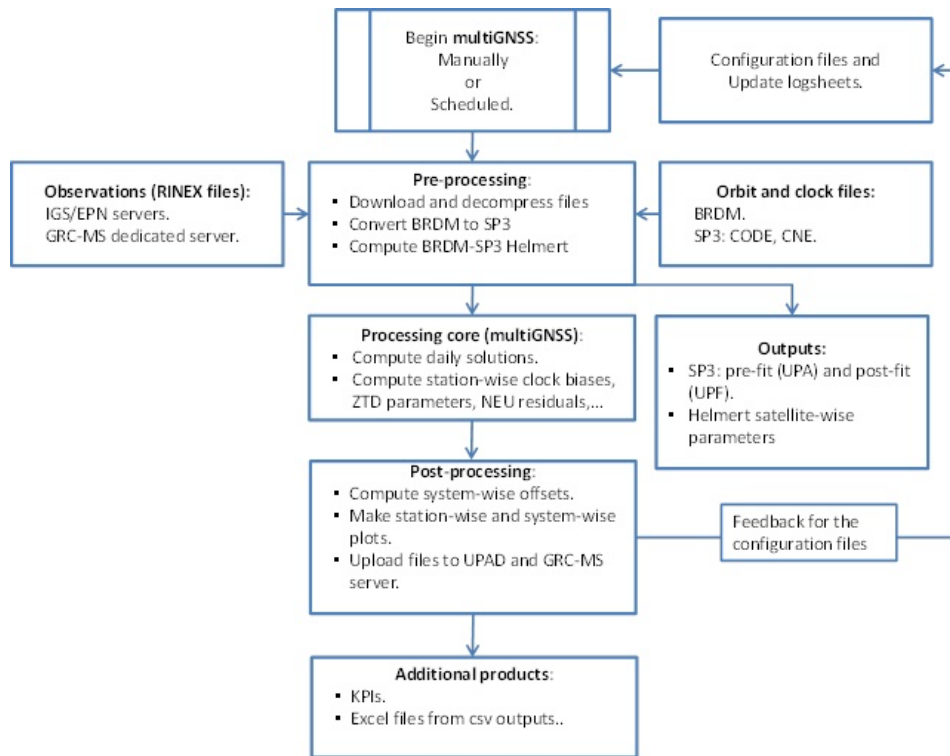 Begin multiGNSS:
Manually
or
Scheduled.
Configuration files and
Update logsheets.
Observations (RINEX files):
IGS/EPN servers.
GRC-MS dedicated server.
Pre-processing:
▪ Download and decompress files
▪ Convert BRDM to SP3
▪ Compute BRDM-SP3 Helmert
Orbit and clock files:
BRDM.
SP3: CODE, CNE.
Processing core (multiGNSS):
▪ Compute daily solutions.
▪ Compute station-wise clock biases,
ZTD parameters, NEU residuals,...
Outputs:
▪ SP3: pre-fit (UPA) and post-fit
(UPF).
▪ Helmert satellite-wise
parameters
Post-processing:
▪ Compute system-wise offsets.
▪ Make station-wise and system-wise
plots.
▪ Upload files to UPAD and GRC-MS
server.
Feedback for the
configuration files
Additional products:
▪ KPIs.
▪ Excel files from csv outputs..